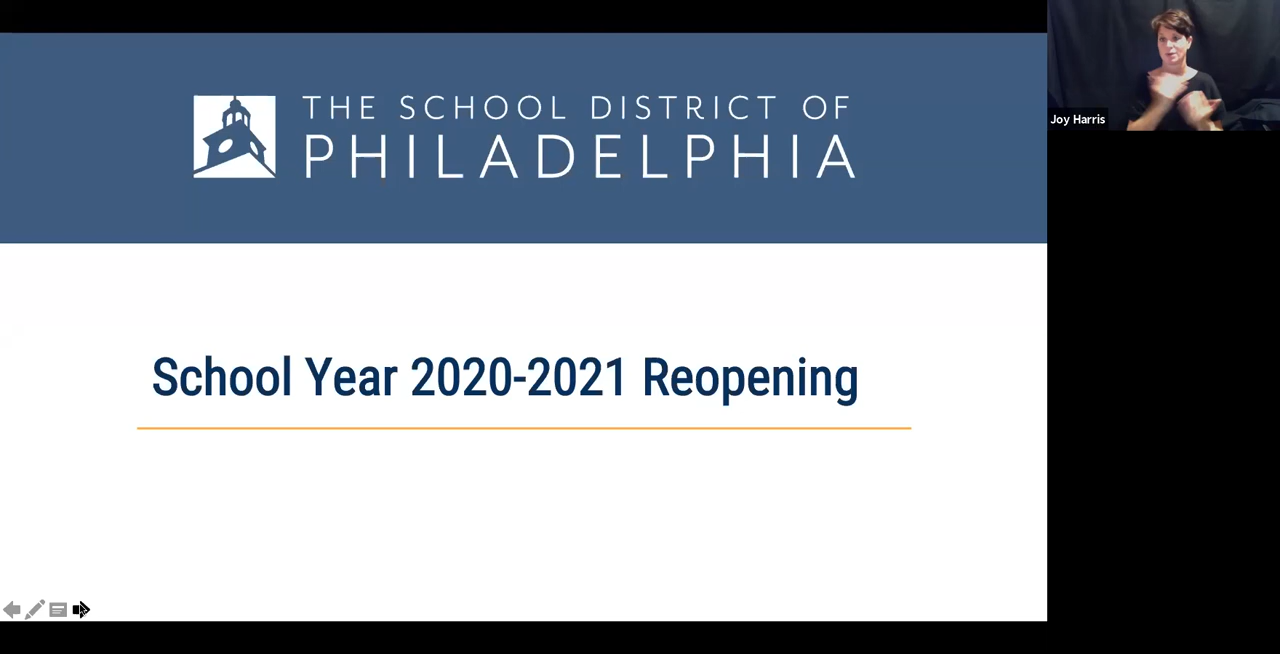 THE SCHOOL DISTRICT OF
PHILADELPHIA
School Year 2020-2021 Reopening
Joy Harris